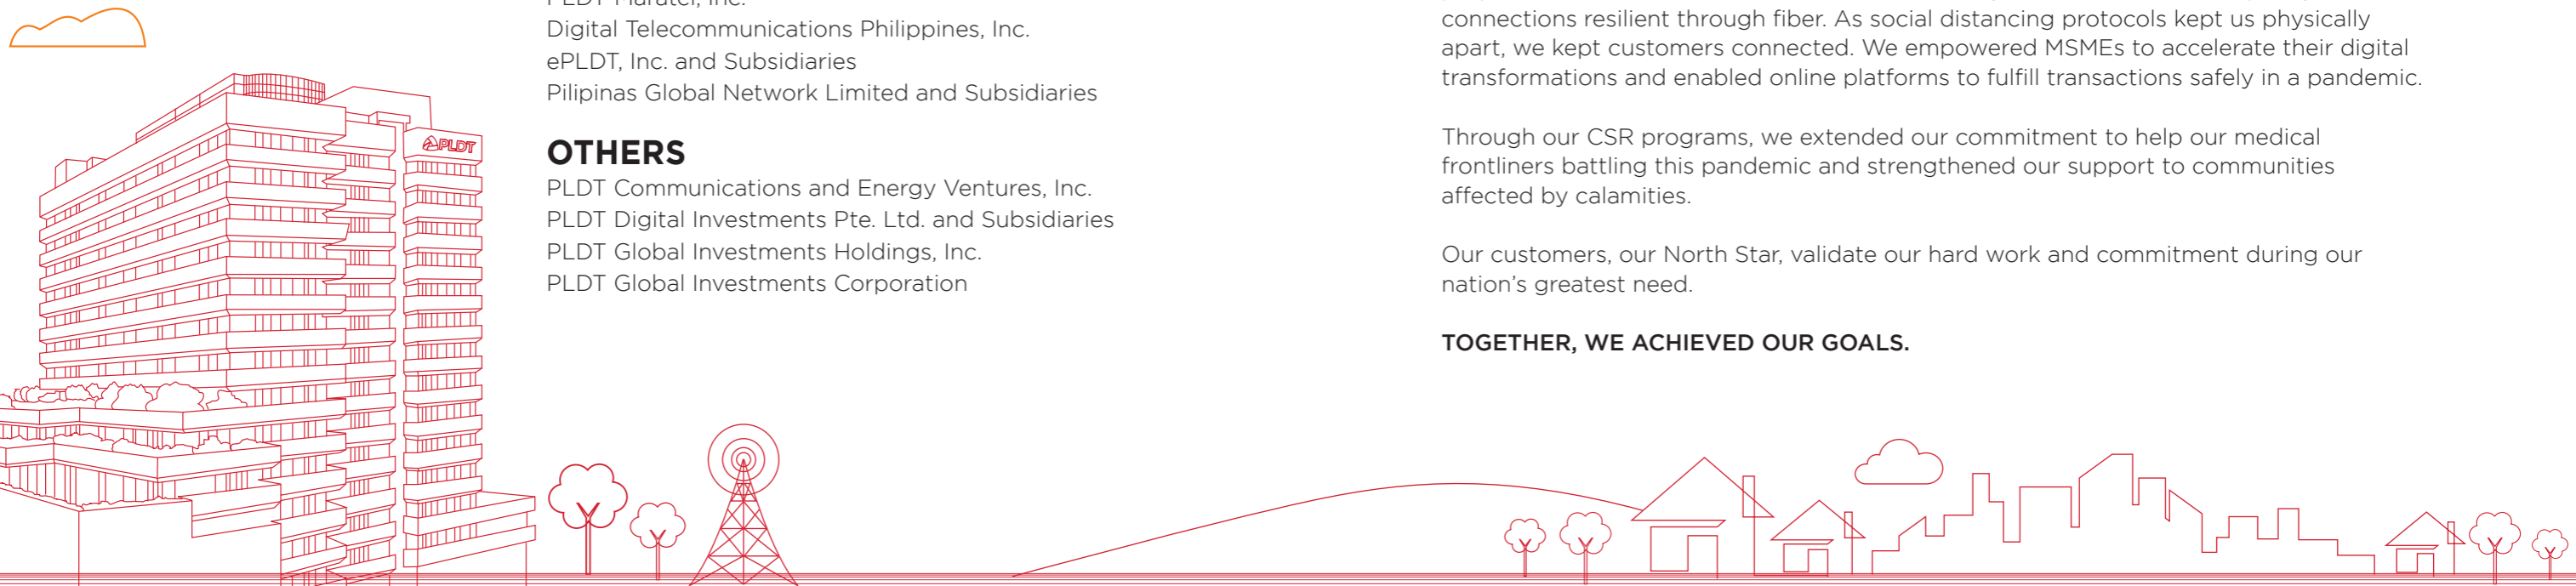 PLDT Maratel, Inc.
Digital Telecommunications Philippines, Inc.
ePLDT, Inc. and Subsidiaries
Pilipinas Global Network Limited and Subsidiaries
OTHERS
PLDT Communications and Energy Ventures, Inc.
PLDT Digital Investments Pte. Ltd. and Subsidiaries
PLDT Global Investments Holdings, Inc.
PLDT Global Investments Corporation
PLDT
connections resilient through fiber. As social distancing protocols kept us physically
apart, we kept customers connected. We empowered MSMEs to accelerate their digital
transformations and enabled online platforms to fulfill transactions safely in a pandemic.
Through our CSR programs, we extended our commitment to help our medical
frontliners battling this pandemic and strengthened our support to communities
affected by calamities.
Our customers, our North Star, validate our hard work and commitment during our
nation's greatest need.
TOGETHER, WE ACHIEVED OUR GOALS.